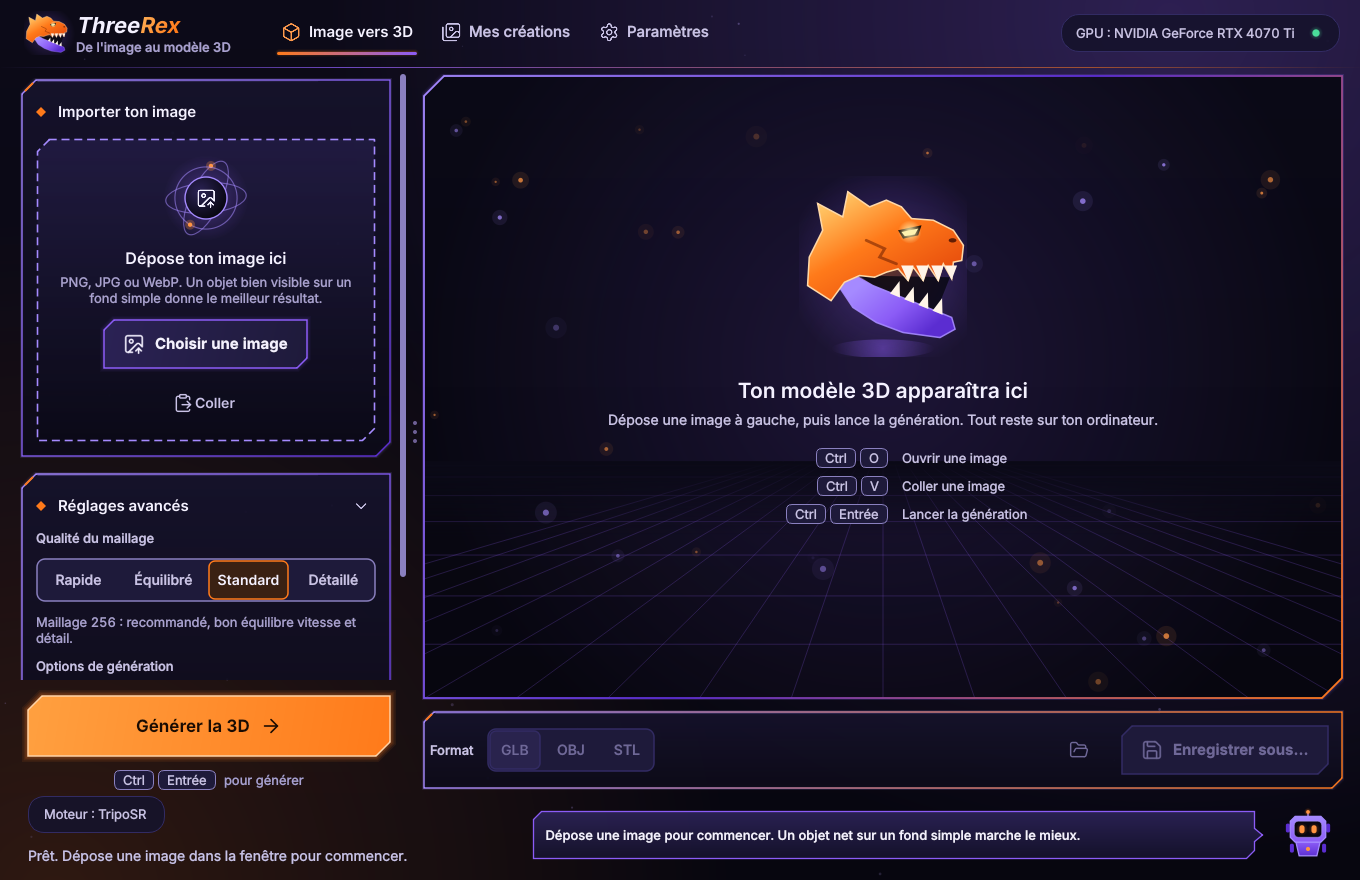 ThreeRex
De l'image au modèle 3D
Image vers 3D
Mes créations
Paramètres
GPU : NVIDIA GeForce RTX 4070 Ti
Importer ton image
Dépose ton image ici
PNG, JPG ou WebP. Un objet bien visible sur un
fond simple donne le meilleur résultat.
Choisir une image
Coller
Réglages avancés
Qualité du maillage
Rapide
Équilibré
Standard
Détaillé
Maillage 256 : recommandé, bon équilibre vitesse et
détail.
Options de génération
Générer la 3D
Ctrl Entrée pour générer
Moteur : TripoSR
Prêt. Dépose une image dans la fenêtre pour commencer.
Ton modèle 3D apparaîtra ici
Dépose une image à gauche, puis lance la génération. Tout reste sur ton ordinateur.
Ctrl O Ouvrir une image
Ctrl V Coller une image
Ctrl Entrée Lancer la génération
Format
GLB
OBJ
STL
Enregistrer sous...
Dépose une image pour commencer. Un objet net sur un fond simple marche le mieux.